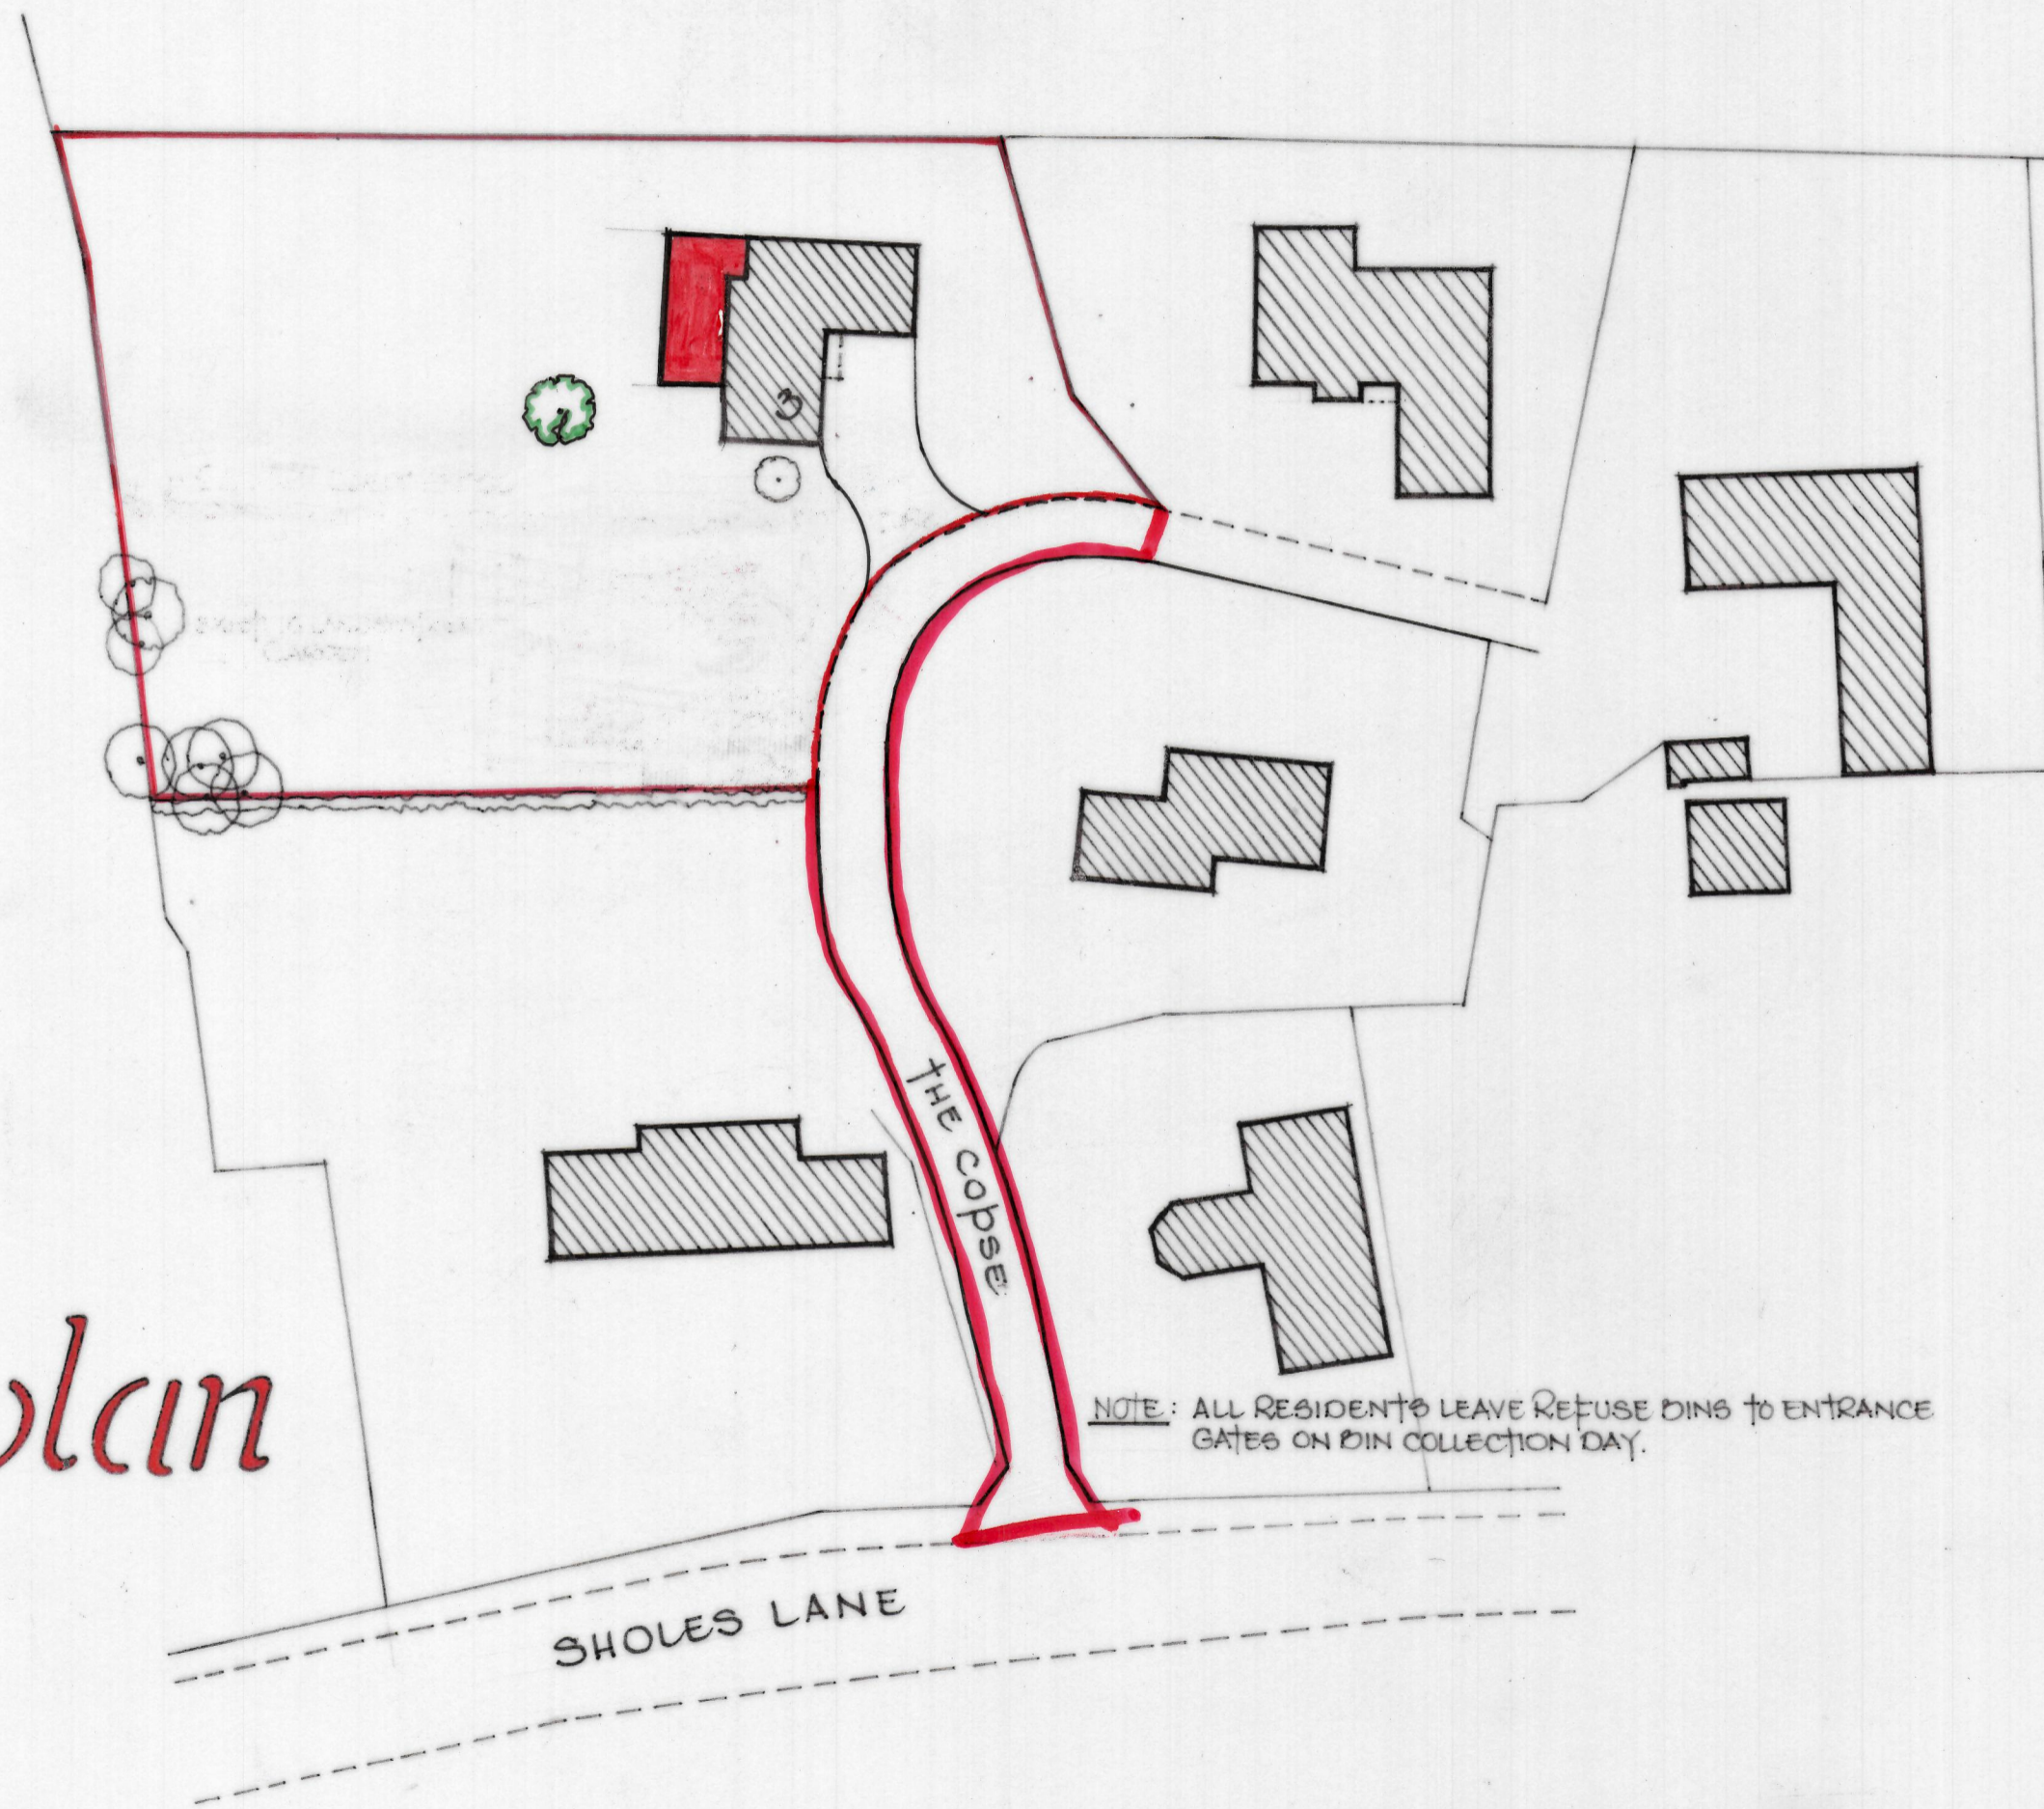 3
THE COPSE
plan
NOTE: ALL RESIDENTS LEAVE REFUSE BINS TO ENTRANCE
GATES ON BIN COLLECTION DAY.
SHOLES LANE